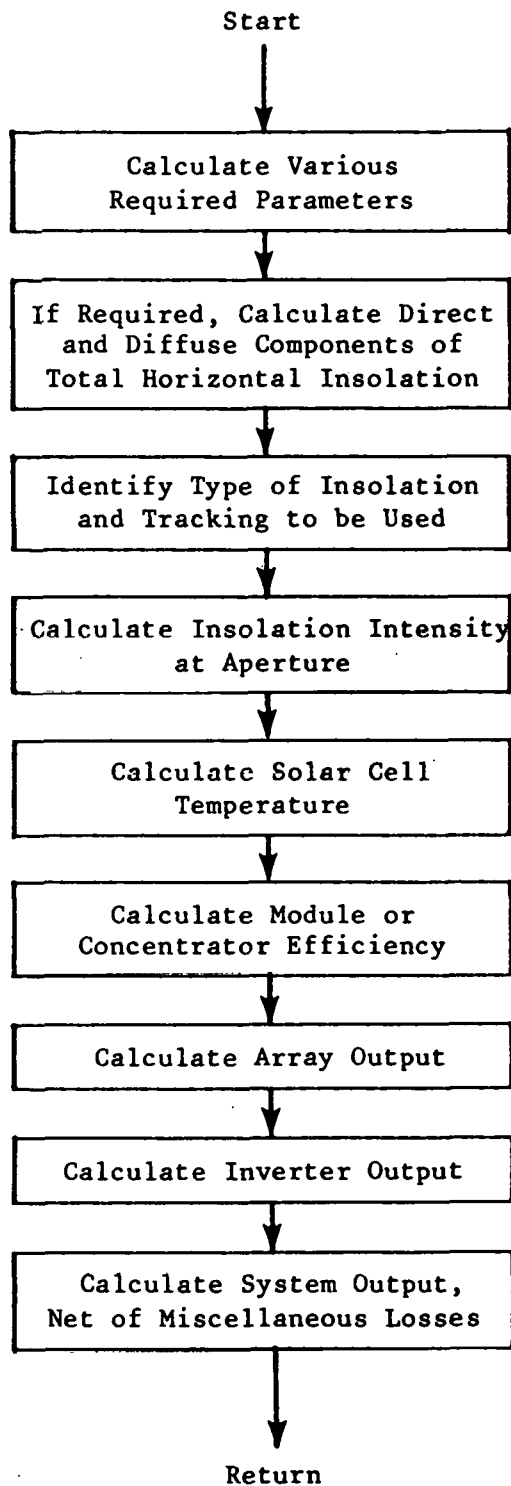 Start
Calculate Various
Required Parameters
If Required, Calculate Direct
and Diffuse Components of
Total Horizontal Insolation
Identify Type of Insolation
and Tracking to be Used
Calculate Insolation Intensity
at Aperture
Calculate Solar Cell
Temperature
Calculate Module or
Concentrator Efficiency
Calculate Array Output
Calculate Inverter Output
Calculate System Output,
Net of Miscellaneous Losses
Return